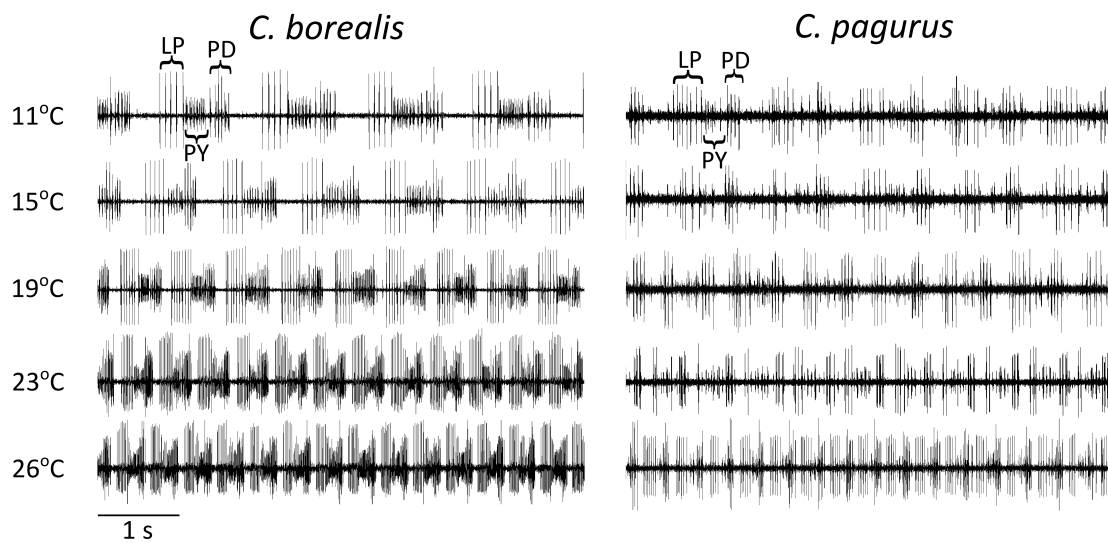 C. borealis
C. pagurus
LP PD
LP PD
11°C
PY
PY
15°C
19°C
23°C
26°C
1 s